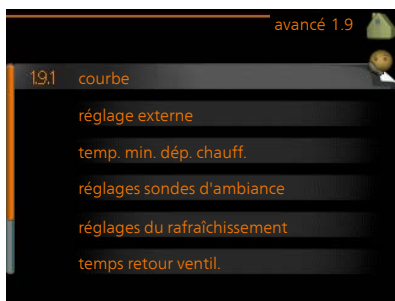 avancé 1.9
1.9.1 courbe
réglage externe
temp. min. dép. chauff.
réglages sondes d'ambiance
réglages du rafraîchissement
temps retour ventil.